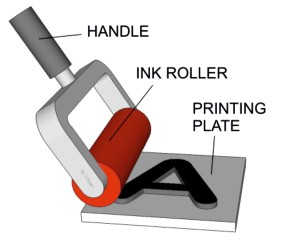 HANDLE
INK ROLLER
PRINTING
PLATE
A